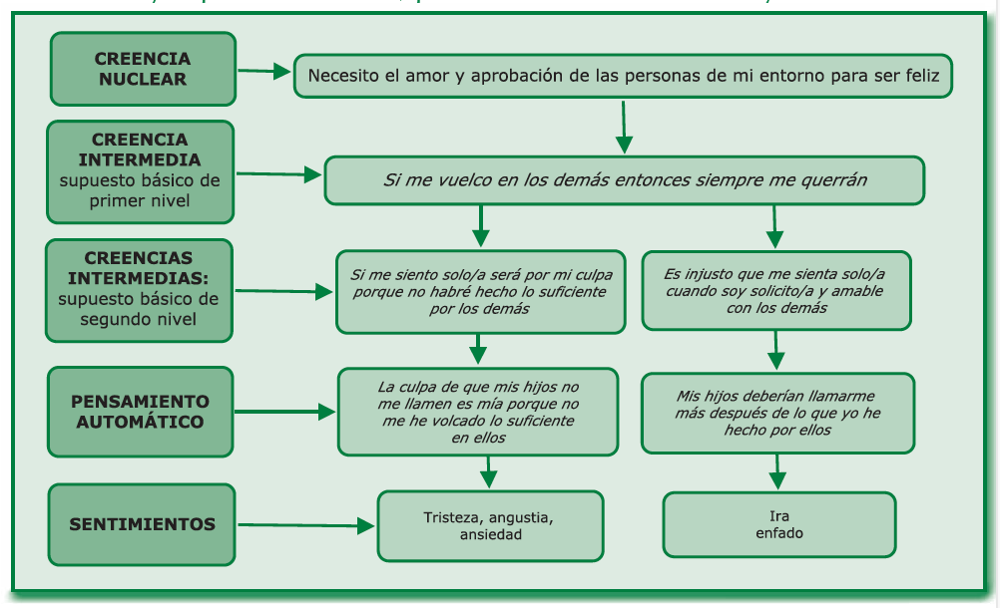 CREENCIA
NUCLEAR
Necesito el amor y aprobación de las personas de mi entorno para ser feliz
CREENCIA
INTERMEDIA
supuesto básico de
primer nivel
Si me vuelco en los demás entonces siempre me querrán
CREENCIAS
INTERMEDIAS:
supuesto básico de
segundo nivel
Si me siento solo/a será por mi culpa
porque no habré hecho lo suficiente
por los demás
Es injusto que me sienta solo/a
cuando soy solicito/a y amable
con los demás
PENSAMIENTO
AUTOMÁTICO
La culpa de que mis hijos no
me llamen es mía porque no
me he volcado lo suficiente
en ellos
Mis hijos deberían llamarme
más después de lo que yo he
hecho por ellos
SENTIMIENTOS
Tristeza, angustia,
ansiedad
Ira
enfado